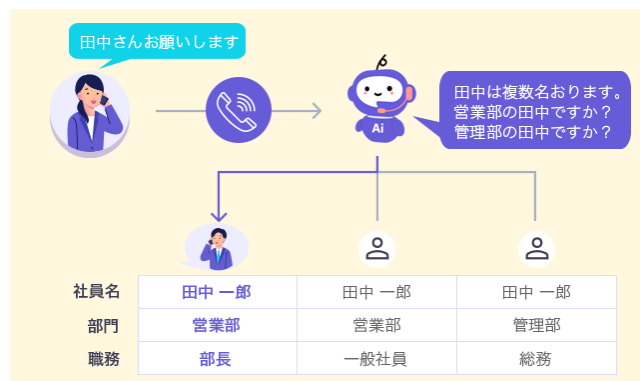 田中さんお願いします
田中は複数名おります。
営業部の田中ですか？
管理部の田中ですか？
Ai
社員名 田中 一郎 田中 一郎 田中 一郎
部門 営業部 営業部 管理部
職務 部長 一般社員 総務